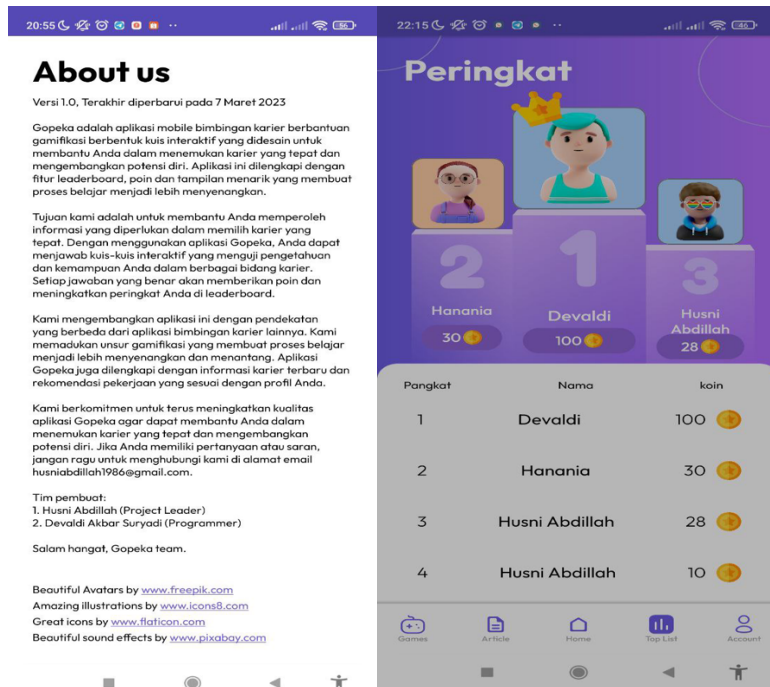 20:55
86
About us
Versi 1.0, Terakhir diperbarui pada 7 Maret 2023
Gopeka adalah aplikasi mobile bimbingan karier berbantuan
gamifikasi berbentuk kuis interaktif yang didesain untuk
membantu Anda dalam menemukan karier yang tepat dan
mengembangkan potensi diri. Aplikasi ini dilengkapi dengan
fitur leaderboard, poin dan tampilan menarik yang membuat
proses belajar menjadi lebih menyenangkan.
Tujuan kami adalah untuk membantu Anda memperoleh
informasi yang diperlukan dalam memilih karier yang
tepat. Dengan menggunakan aplikasi Gopeka, Anda dapat
menjawab kuis-kuis interaktif yang menguji pengetahuan
dan kemampuan Anda dalam berbagai bidang karier.
Setiap jawaban yang benar akan memberikan poin dan
meningkatkan peringkat Anda di leaderboard.
Kami mengembangkan aplikasi ini dengan pendekatan
yang berbeda dari aplikasi bimbingan karier lainnya. Kami
memadukan unsur gamifikasi yang membuat proses belajar
menjadi lebih menyenangkan dan menantang. Aplikasi
Gopeka juga dilengkapi dengan informasi karier terbaru dan
rekomendasi pekerjaan yang sesuai dengan profil Anda.
Kami berkomitmen untuk terus meningkatkan kualitas
aplikasi Gopeka agar dapat membantu Anda dalam
menemukan karier yang tepat dan mengembangkan
potensi diri. Jika Anda memiliki pertanyaan atau saran,
jangan ragu untuk menghubungi kami di alamat email
husniabdillah1986@gmail.com.
Tim pembuat:
1. Husni Abdillah (Project Leader)
2. Devaldi Akbar Suryadi (Programmer)
Salam hangat, Gopeka team.
Beautiful Avatars by www.freepik.com
Amazing illustrations by www.icons8.com
Great icons by www.flaticon.com
Beautiful sound effects by www.pixabay.com
22:15
46
Peringkat
2
1
3
Hanania
30
Devaldi
100
Husni
Abdillah
28
Pangkat Nama koin
1 Devaldi 100
2 Hanania 30
3 Husni Abdillah 28
4 Husni Abdillah 10
Games Article Home Top List Account